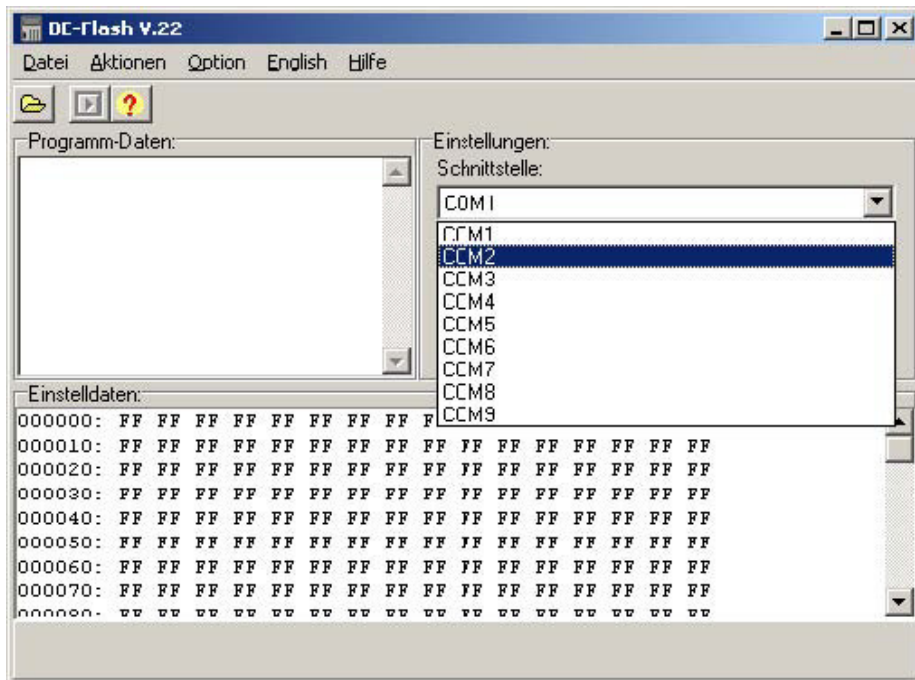 DC-Flash V.22
Datei Aktionen Option English Hilfe
Programm-Daten:
Einstellungen:
Schnittstelle:
COM1
COM1
COM2
COM3
COM4
COM5
COM6
COM7
COM8
COM9
Einstelldaten:
000000: FF FF FF FF FF FF FF FF
000010: FF FF FF FF FF FF FF FF FF FF FF FF FF FF FF FF
000020: FF FF FF FF FF FF FF FF FF FF FF FF FF FF FF FF
000030: FF FF FF FF FF FF FF FF FF FF FF FF FF FF FF FF
000040: FF FF FF FF FF FF FF FF FF FF FF FF FF FF FF FF
000050: FF FF FF FF FF FF FF FF FF FF FF FF FF FF FF FF
000060: FF FF FF FF FF FF FF FF FF FF FF FF FF FF FF FF
000070: FF FF FF FF FF FF FF FF FF FF FF FF FF FF FF FF